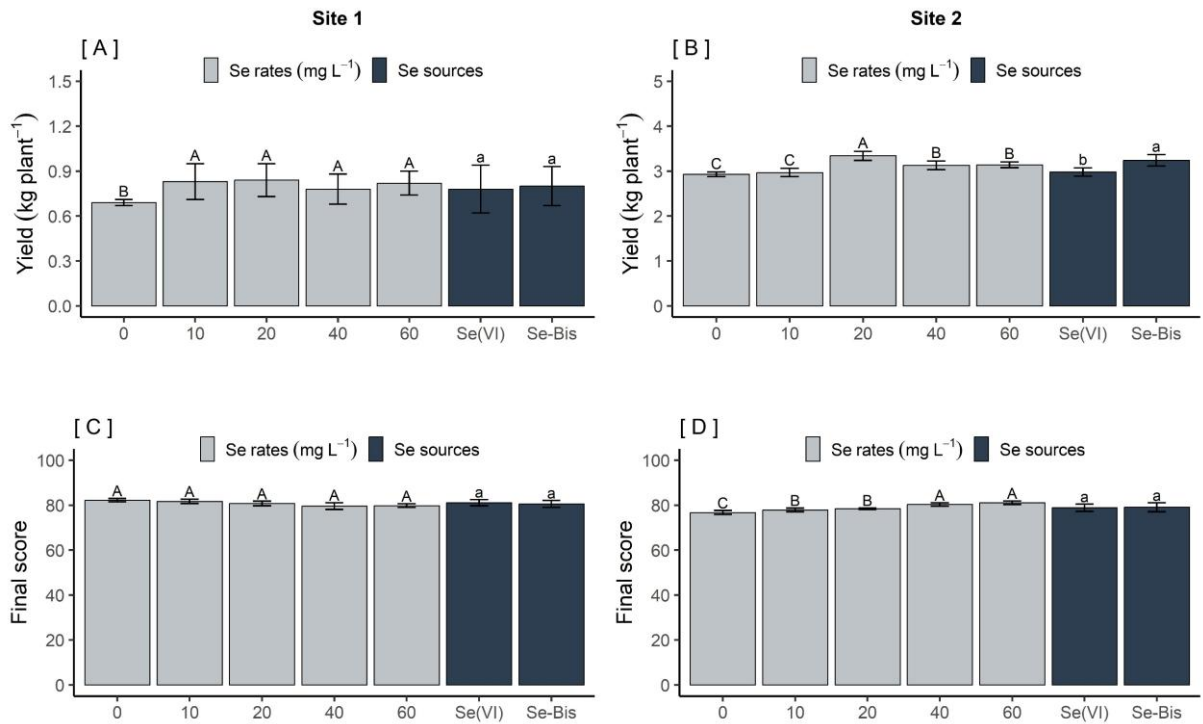 Site 1
Site 2
[ A ]
Se rates (mg L⁻¹) Se sources
Yield (kg plant⁻¹)
1.5
1.2
0.9
0.6
0.3
0.0
B A A A A a a
0 10 20 40 60 Se(VI) Se-Bis
[ B ]
Se rates (mg L⁻¹) Se sources
Yield (kg plant⁻¹)
5
4
3
2
1
0
C C A B B b a
0 10 20 40 60 Se(VI) Se-Bis
[ C ]
Se rates (mg L⁻¹) Se sources
Final score
100
80
60
40
20
0
A A A A A a a
0 10 20 40 60 Se(VI) Se-Bis
[ D ]
Se rates (mg L⁻¹) Se sources
Final score
100
80
60
40
20
0
C B B A A a a
0 10 20 40 60 Se(VI) Se-Bis